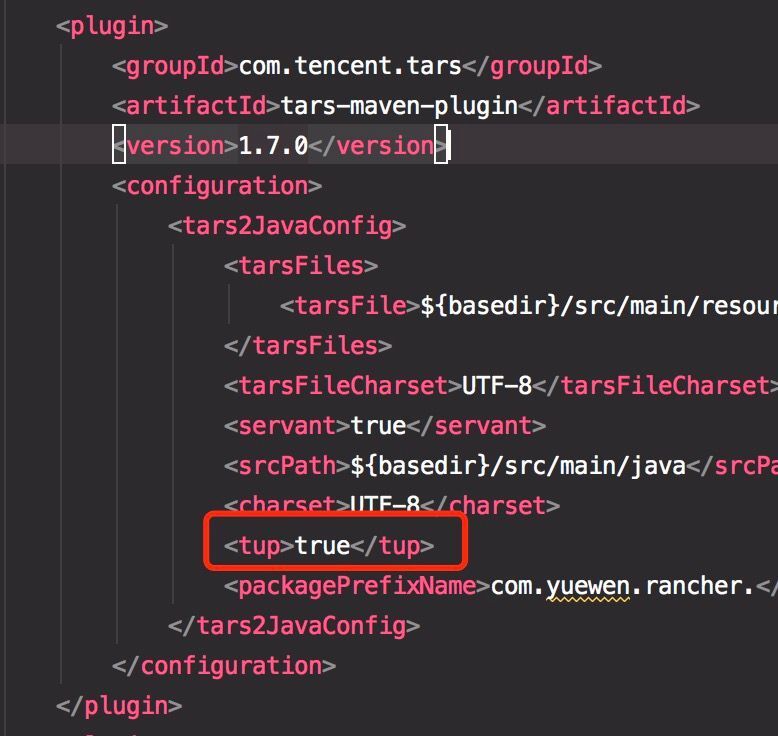 <plugin>
<groupId>com.tencent.tars</groupId>
<artifactId>tars-maven-plugin</artifactId>
<version>1.7.0</version>
<configuration>
<tars2JavaConfig>
<tarsFiles>
<tarsFile>${basedir}/src/main/resour
</tarsFiles>
<tarsFileCharset>UTF-8</tarsFileCharset>
<servant>true</servant>
<srcPath>${basedir}/src/main/java</srcPa
<charset>UTF-8</charset>
<tup>true</tup>
<packagePrefixName>com.yuewen.rancher.</
</tars2JavaConfig>
</configuration>
</plugin>